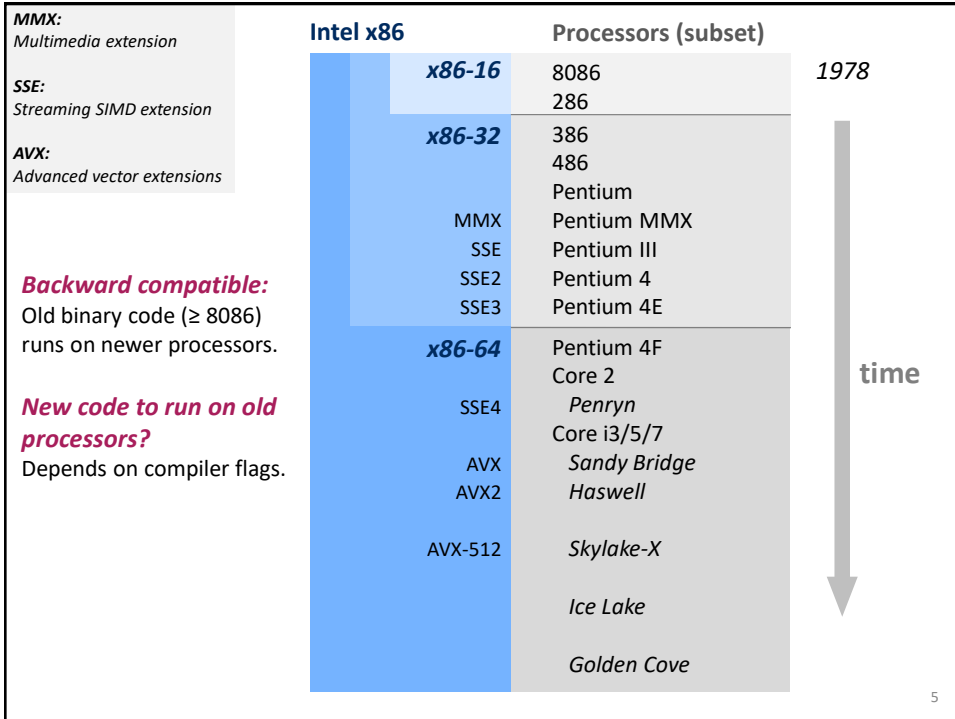 MMX:
Multimedia extension
SSE:
Streaming SIMD extension
AVX:
Advanced vector extensions
Backward compatible:
Old binary code (≥ 8086)
runs on newer processors.
New code to run on old
processors?
Depends on compiler flags.
Intel x86 Processors (subset)
x86-16 8086 1978
286
x86-32 386
486
Pentium
MMX Pentium MMX
SSE Pentium III
SSE2 Pentium 4
SSE3 Pentium 4E
x86-64 Pentium 4F
Core 2
SSE4 Penryn
Core i3/5/7
AVX Sandy Bridge
AVX2 Haswell
AVX-512 Skylake-X
Ice Lake
Golden Cove
time
5